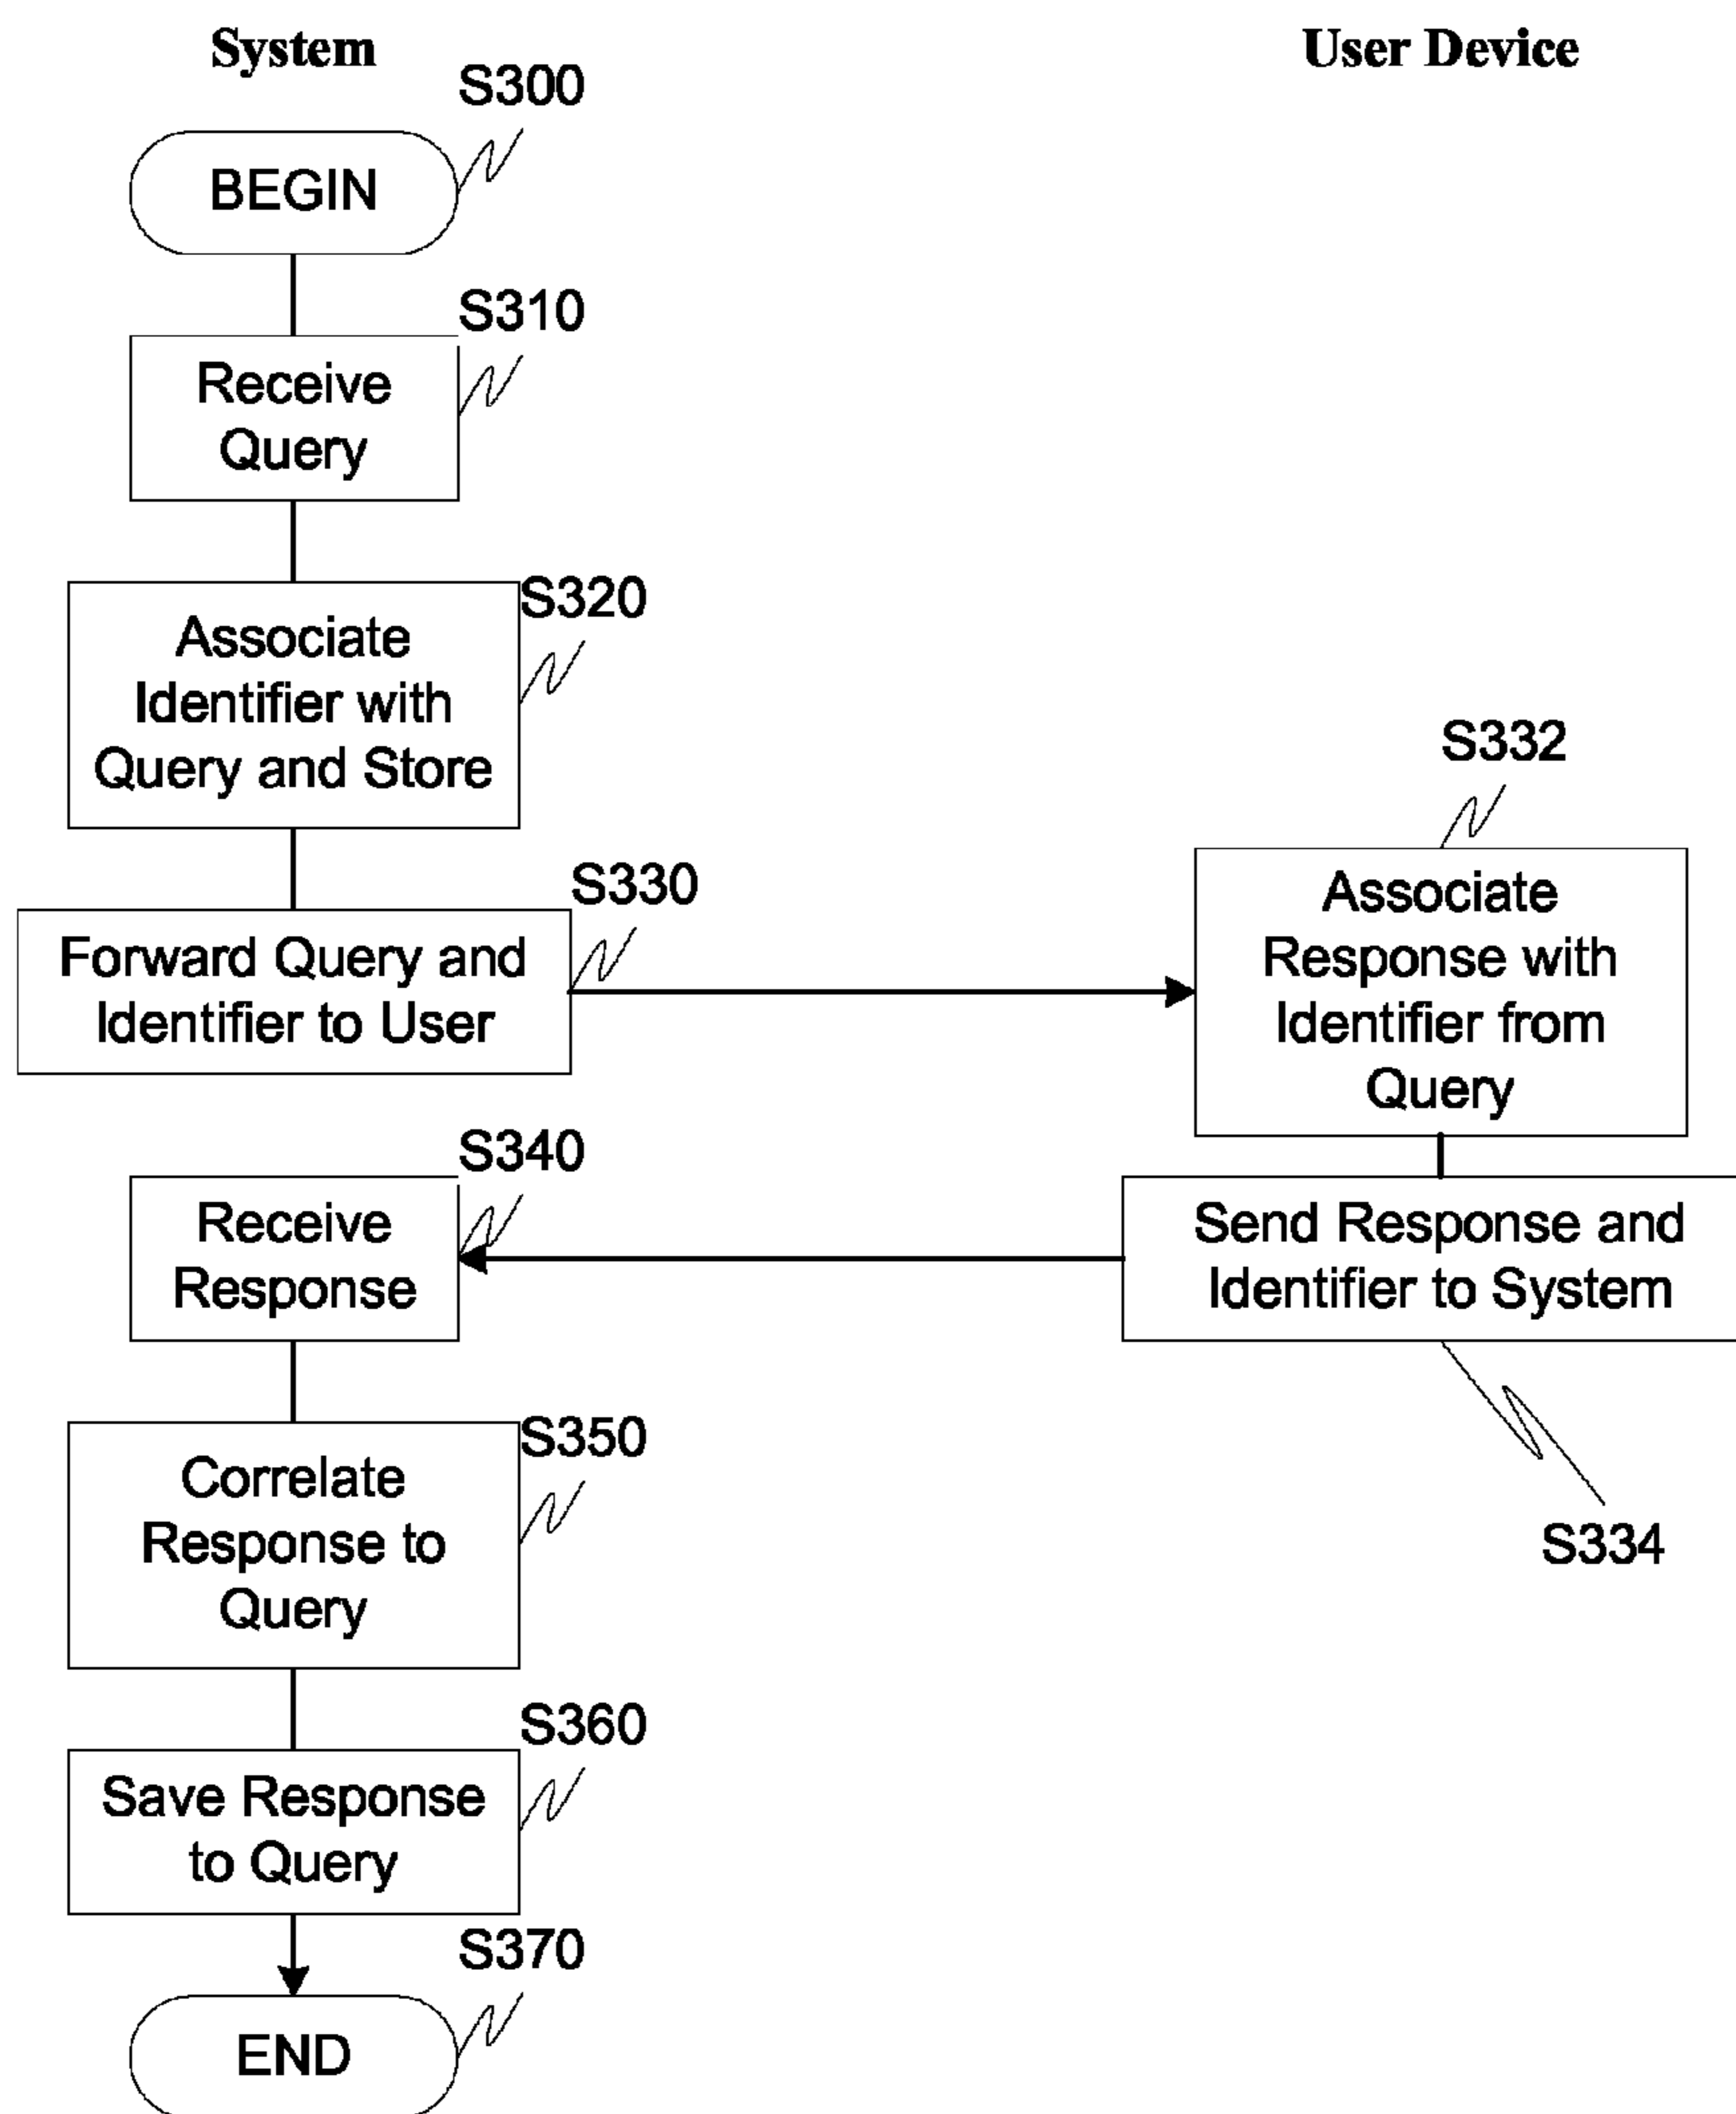 System
User Device
S300
BEGIN
S310
Receive
Query
S320
Associate
Identifier with
Query and Store
S330
Forward Query and
Identifier to User
S332
Associate
Response with
Identifier from
Query
Send Response and
Identifier to System
S334
S340
Receive
Response
S350
Correlate
Response to
Query
S360
Save Response
to Query
S370
END